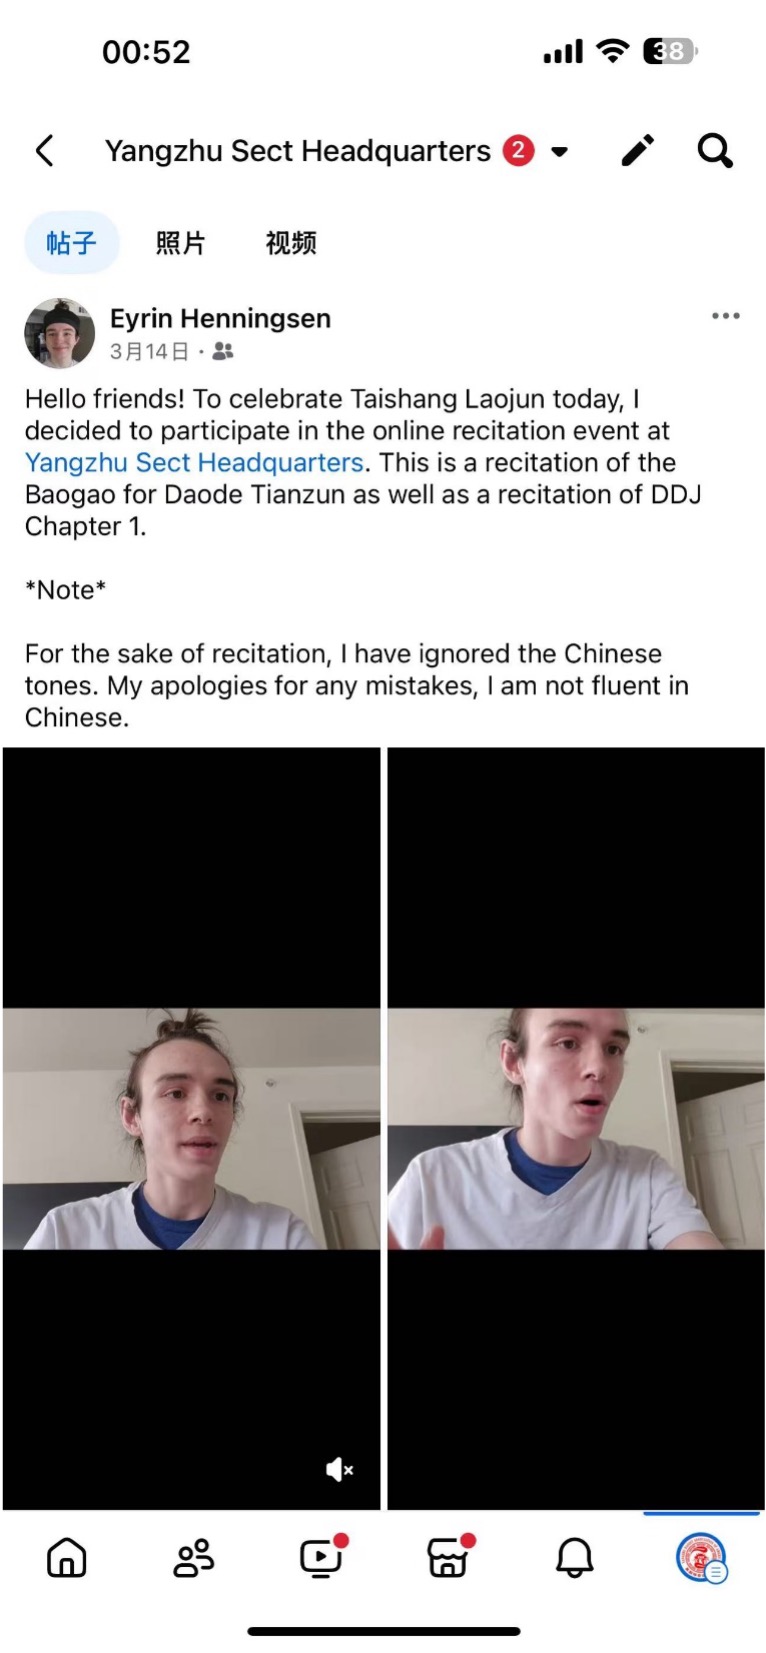 00:52
38
Yangzhu Sect Headquarters 2
帖子 照片 视频
Eyrin Henningsen
3月14日 ·
Hello friends! To celebrate Taishang Laojun today, I
decided to participate in the online recitation event at
Yangzhu Sect Headquarters. This is a recitation of the
Baogao for Daode Tianzun as well as a recitation of DDJ
Chapter 1.
*Note*
For the sake of recitation, I have ignored the Chinese
tones. My apologies for any mistakes, I am not fluent in
Chinese.